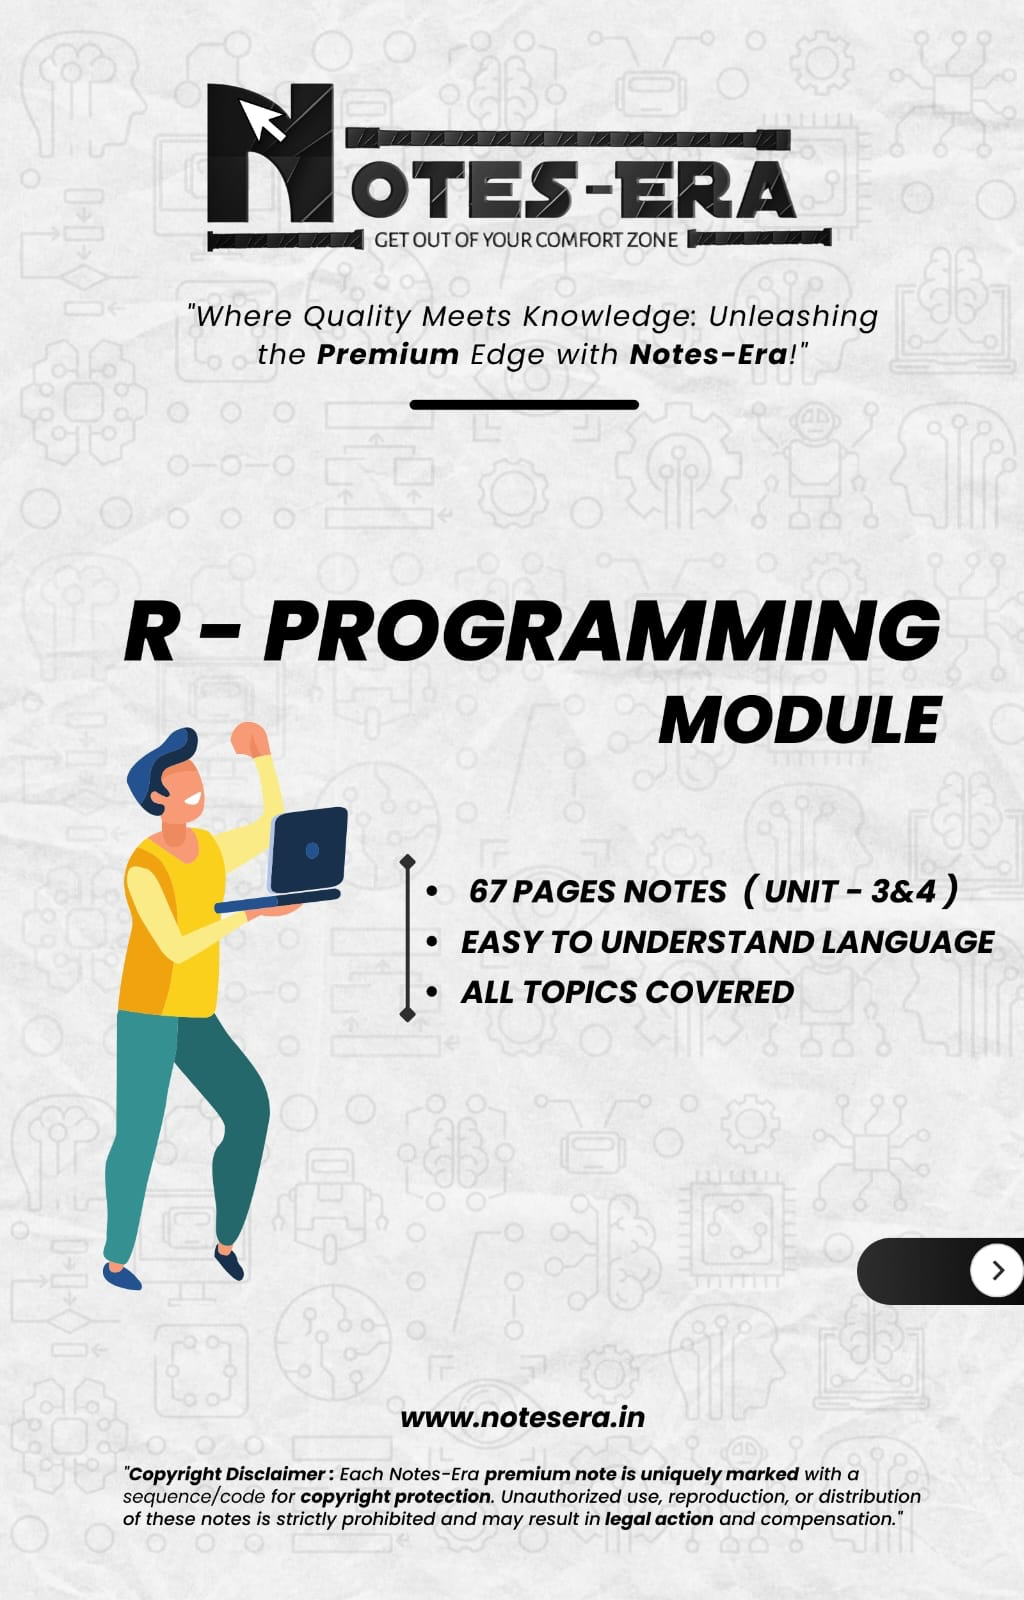 NOTES-ERA
GET OUT OF YOUR COMFORT ZONE
"Where Quality Meets Knowledge: Unleashing
the Premium Edge with Notes-Era!"
R - PROGRAMMING
MODULE
• 67 PAGES NOTES ( UNIT - 3&4 )
• EASY TO UNDERSTAND LANGUAGE
• ALL TOPICS COVERED
www.notesera.in
"Copyright Disclaimer : Each Notes-Era premium note is uniquely marked with a
sequence/code for copyright protection. Unauthorized use, reproduction, or distribution
of these notes is strictly prohibited and may result in legal action and compensation."